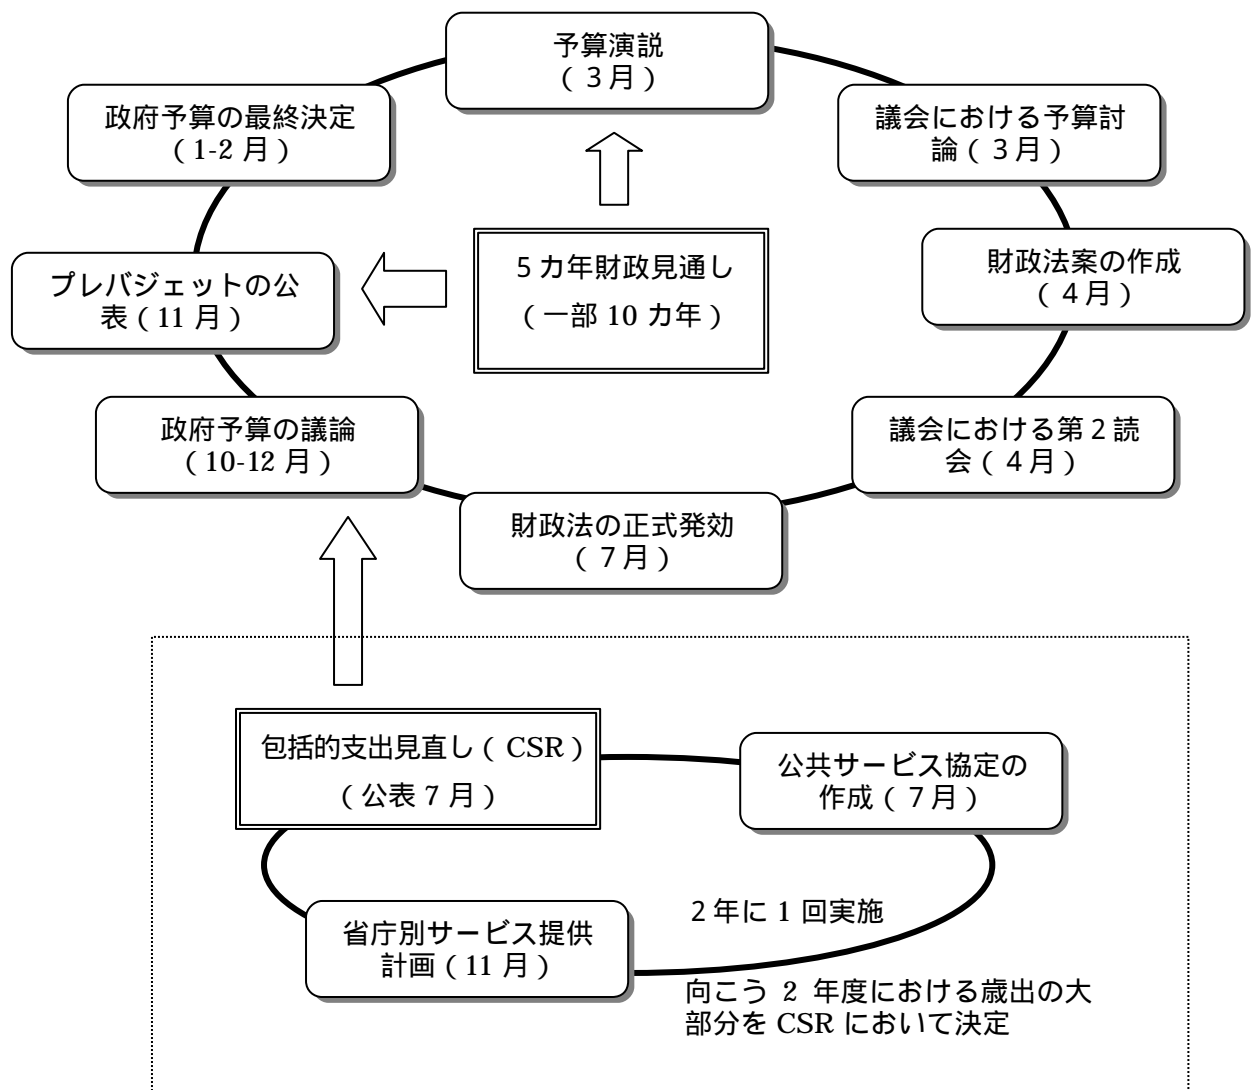 予算演説
（３月）
政府予算の最終決定
（1-2 月）
議会における予算討
論（３月）
プレバジェットの公
表（11 月）
５カ年財政見通し
（一部 10 カ年）
財政法案の作成
（４月）
政府予算の議論
（10-12 月）
議会における第２読
会（４月）
財政法の正式発効
（７月）
包括的支出見直し（ CSR）
（公表 7 月）
公共サービス協定の
作成（７月）
省庁別サービス提供
計画（11 月）
２年に 1 回実施
向こう 2 年度における歳出の大
部分を CSR において決定